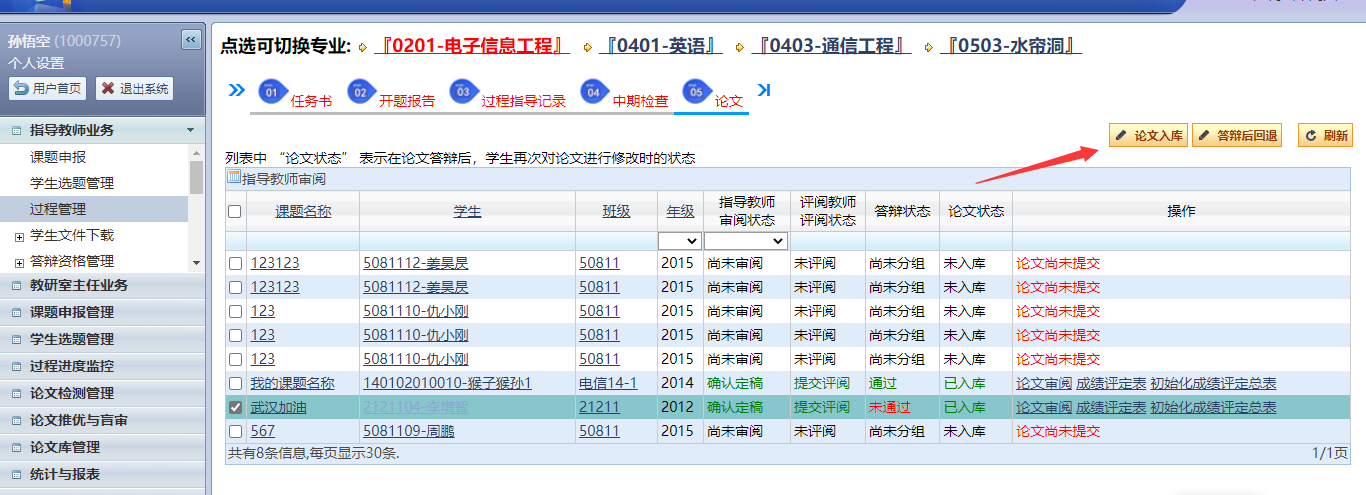 孙悟空 (1000757)
个人设置
用户首页 退出系统
指导教师业务
课题申报
学生选题管理
过程管理
学生文件下载
答辩资格管理
教研室主任业务
课题申报管理
学生选题管理
过程进度监控
论文检测管理
论文推优与盲审
论文库管理
统计与报表
点选可切换专业: 『0201-电子信息工程』 『0401-英语』 『0403-通信工程』 『0503-水帘洞』
01 任务书 02 开题报告 03 过程指导记录 04 中期检查 05 论文
论文入库 答辩后回退 刷新
列表中 “论文状态” 表示在论文答辩后，学生再次对论文进行修改时的状态
指导教师审阅
课题名称 学生 班级 年级 指导教师审阅状态 评阅教师评阅状态 答辩状态 论文状态 操作
123123 5081112-姜昊昃 50811 2015 尚未审阅 未评阅 尚未分组 未入库 论文尚未提交
123123 5081112-姜昊昃 50811 2015 尚未审阅 未评阅 尚未分组 未入库 论文尚未提交
123 5081110-仇小刚 50811 2015 尚未审阅 未评阅 尚未分组 未入库 论文尚未提交
123 5081110-仇小刚 50811 2015 尚未审阅 未评阅 尚未分组 未入库 论文尚未提交
123 5081110-仇小刚 50811 2015 尚未审阅 未评阅 尚未分组 未入库 论文尚未提交
我的课题名称 140102010010-猴子猴孙1 电信14-1 2014 确认定稿 提交评阅 通过 已入库 论文审阅 成绩评定表 初始化成绩评定总表
武汉加油 2121104-李增智 21211 2012 确认定稿 提交评阅 未通过 已入库 论文审阅 成绩评定表 初始化成绩评定总表
567 5081109-周鹏 50811 2015 尚未审阅 未评阅 尚未分组 未入库 论文尚未提交
共有8条信息,每页显示30条. 1/1页